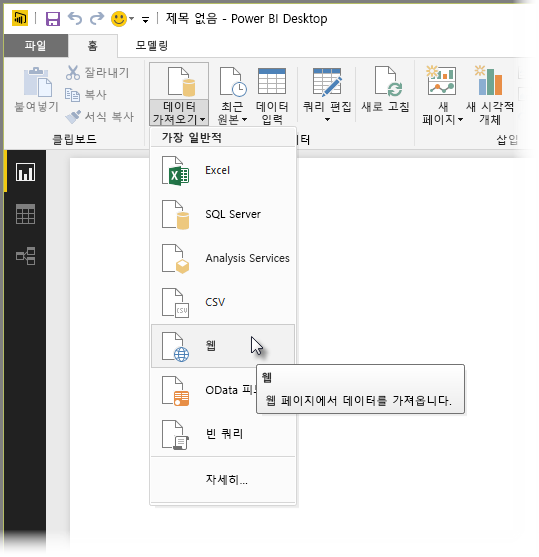 제목 없음 - Power BI Desktop
파일 홈 모델링
붙여넣기 잘라내기 복사 서식 복사
데이터 가져오기 최근 원본 데이터 입력 쿼리 편집 새로 고침 새 페이지 새 시각적 개체
클립보드 터 삽입
가장 일반적
Excel
SQL Server
Analysis Services
CSV
웹
웹
웹 페이지에서 데이터를 가져옵니다.
OData 피
빈 쿼리
자세히...